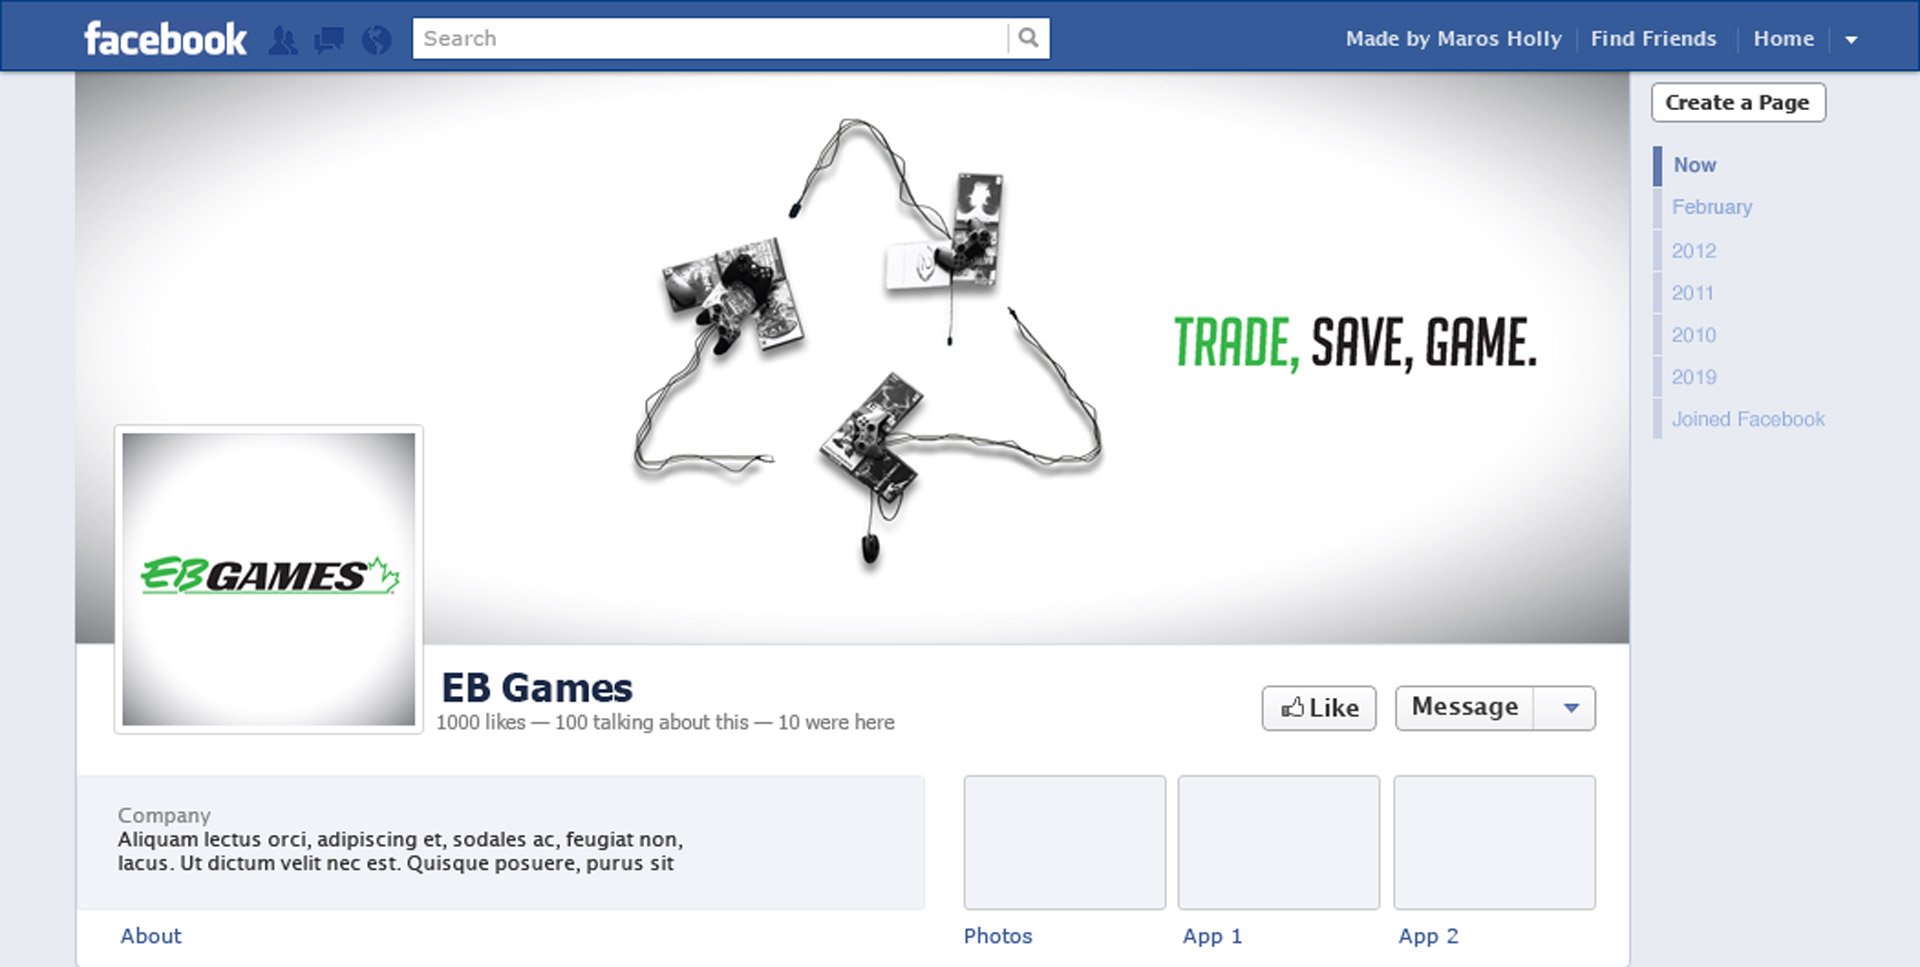 facebook
Search
Made by Maros Holly
Find Friends
Home
Create a Page
Now
February
2012
2011
2010
2019
Joined Facebook
TRADE, SAVE, GAME.
EBGAMES
EB Games
1000 likes — 100 talking about this — 10 were here
Like
Message
Company
Aliquam lectus orci, adipiscing et, sodales ac, feugiat non,
lacus. Ut dictum velit nec est. Quisque posuere, purus sit
About
Photos
App 1
App 2